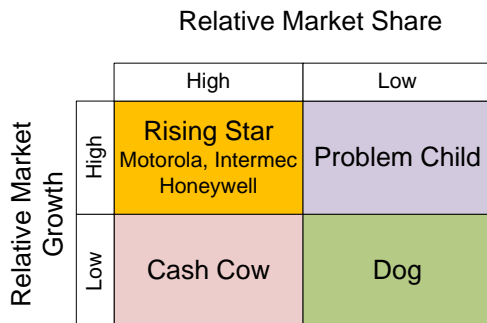 Relative Market Share
High
Low
Relative Market
Growth
High
Rising Star
Motorola, Intermec
Honeywell
Problem Child
Low
Cash Cow
Dog